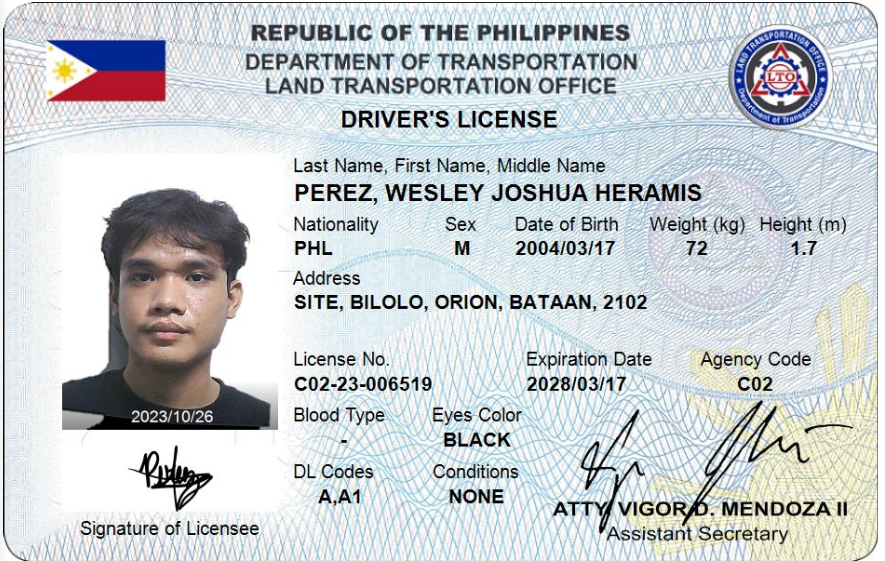 REPUBLIC OF THE PHILIPPINES
DEPARTMENT OF TRANSPORTATION
LAND TRANSPORTATION OFFICE
DRIVER'S LICENSE
LAND TRANSPORTATION OFFICE
LTO
Department of Transportation
Last Name, First Name, Middle Name
PEREZ, WESLEY JOSHUA HERAMIS
Nationality Sex Date of Birth Weight (kg) Height (m)
PHL M 2004/03/17 72 1.7
Address
SITE, BILOLO, ORION, BATAAN, 2102
License No. Expiration Date Agency Code
C02-23-006519 2028/03/17 C02
2023/10/26
Blood Type Eyes Color
- BLACK
DL Codes Conditions
A,A1 NONE
ATTY. VIGOR D. MENDOZA II
Assistant Secretary
Signature of Licensee